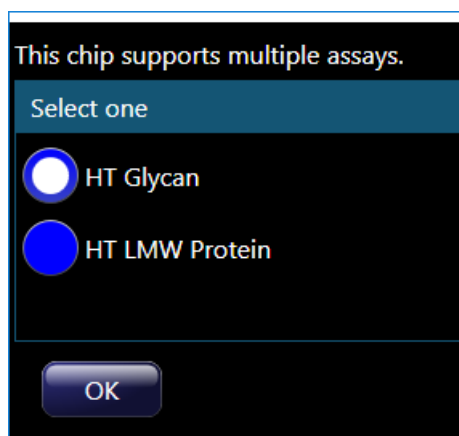 This chip supports multiple assays.
Select one
HT Glycan
HT LMW Protein
OK